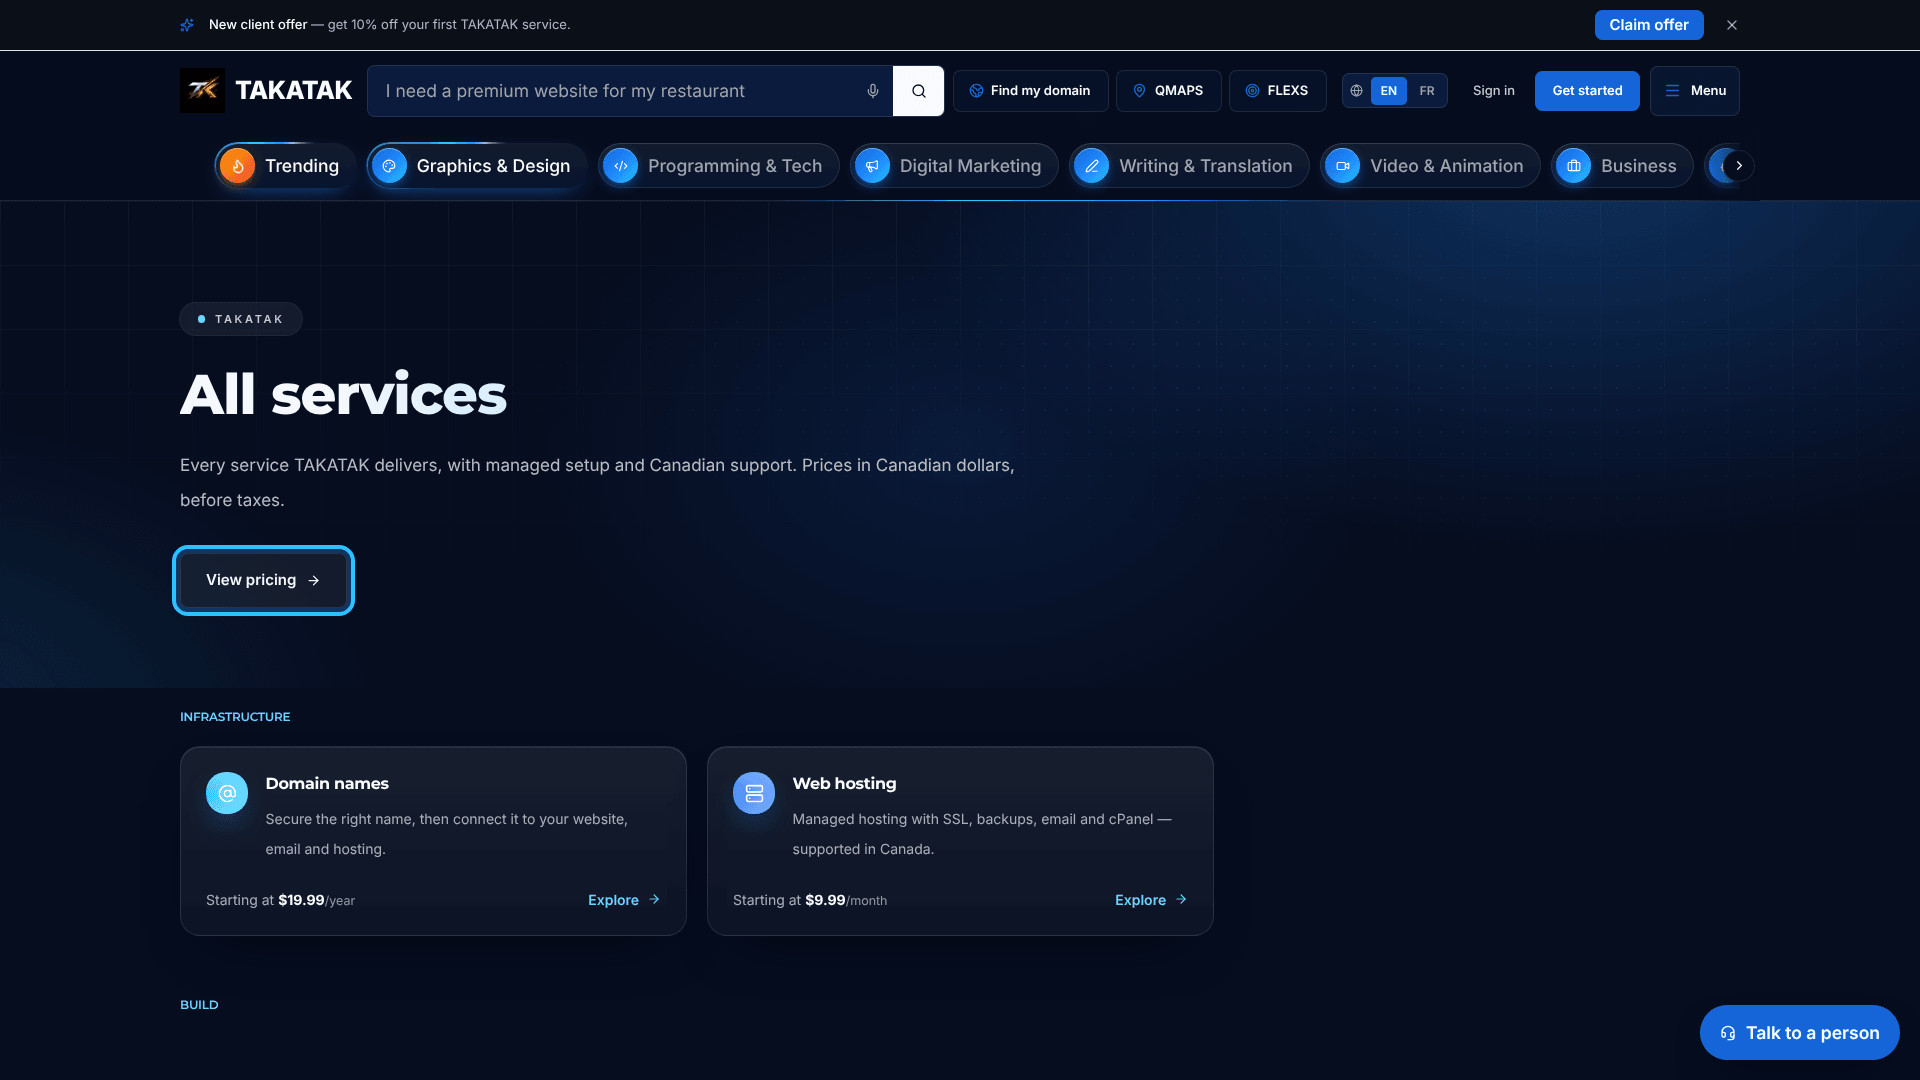 New client offer — get 10% off your first TAKATAK service.
Claim offer
TAKATAK
I need a premium website for my restaurant
Find my domain
QMAPS
FLEXS
EN
FR
Sign in
Get started
Menu
Trending
Graphics & Design
Programming & Tech
Digital Marketing
Writing & Translation
Video & Animation
Business
TAKATAK
All services
Every service TAKATAK delivers, with managed setup and Canadian support. Prices in Canadian dollars,
before taxes.
View pricing
INFRASTRUCTURE
Domain names
Secure the right name, then connect it to your website,
email and hosting.
Starting at $19.99/year
Explore
Web hosting
Managed hosting with SSL, backups, email and cPanel —
supported in Canada.
Starting at $9.99/month
Explore
BUILD
Talk to a person